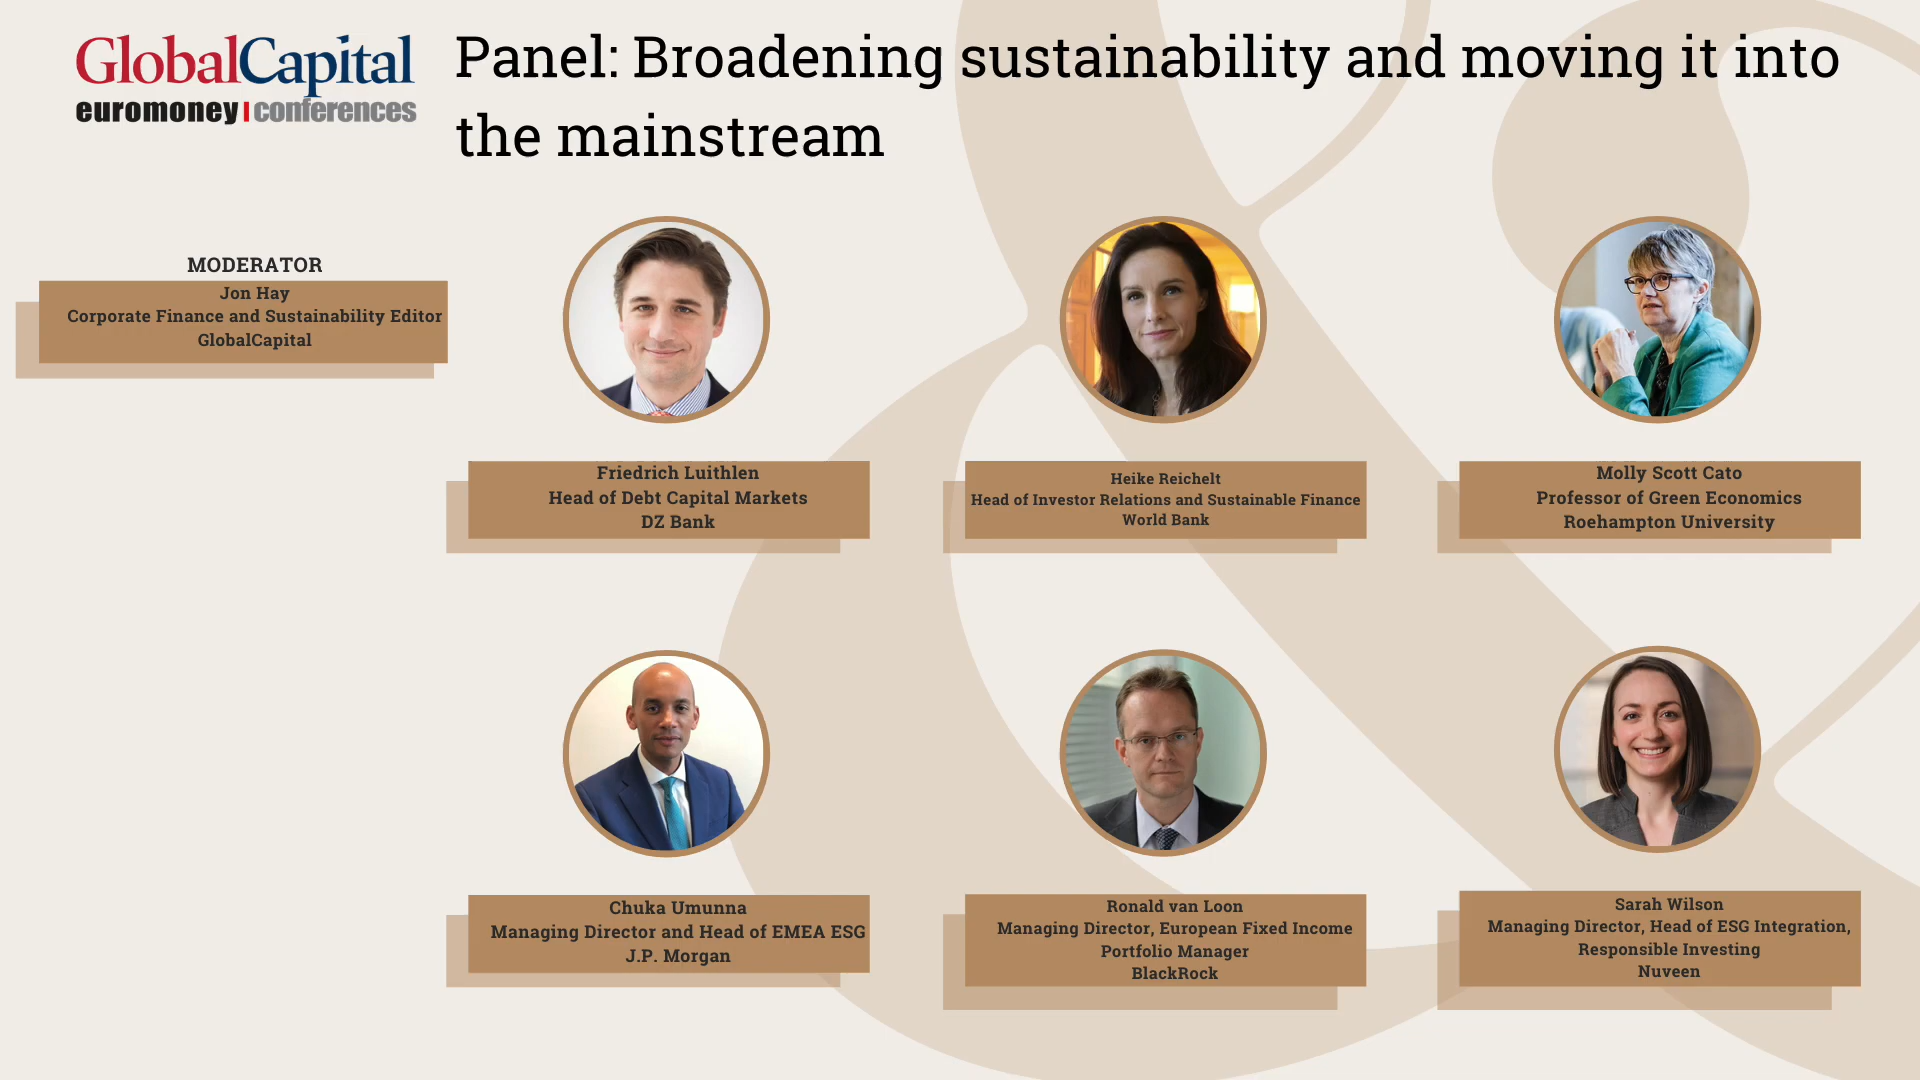 GlobalCapital
euromoney | conferences
Panel: Broadening sustainability and moving it into
the mainstream
MODERATOR
Jon Hay
Corporate Finance and Sustainability Editor
GlobalCapital
Friedrich Luithlen
Head of Debt Capital Markets
DZ Bank
Heike Reichelt
Head of Investor Relations and Sustainable Finance
World Bank
Molly Scott Cato
Professor of Green Economics
Roehampton University
Chuka Umunna
Managing Director and Head of EMEA ESG
J.P. Morgan
Ronald van Loon
Managing Director, European Fixed Income
Portfolio Manager
BlackRock
Sarah Wilson
Managing Director, Head of ESG Integration,
Responsible Investing
Nuveen